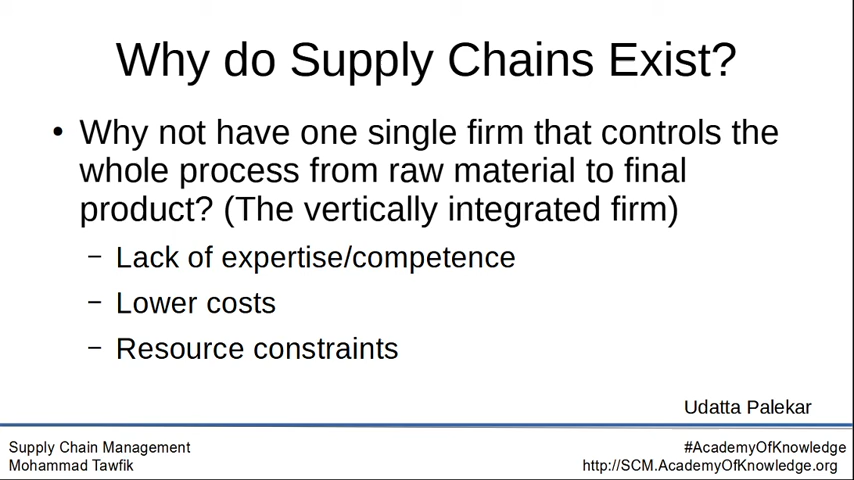 Why do Supply Chains Exist?
• Why not have one single firm that controls the
whole process from raw material to final
product? (The vertically integrated firm)
– Lack of expertise/competence
– Lower costs
– Resource constraints
Udatta Palekar
Supply Chain Management
Mohammad Tawfik
#AcademyOfKnowledge
http://SCM.AcademyOfKnowledge.org